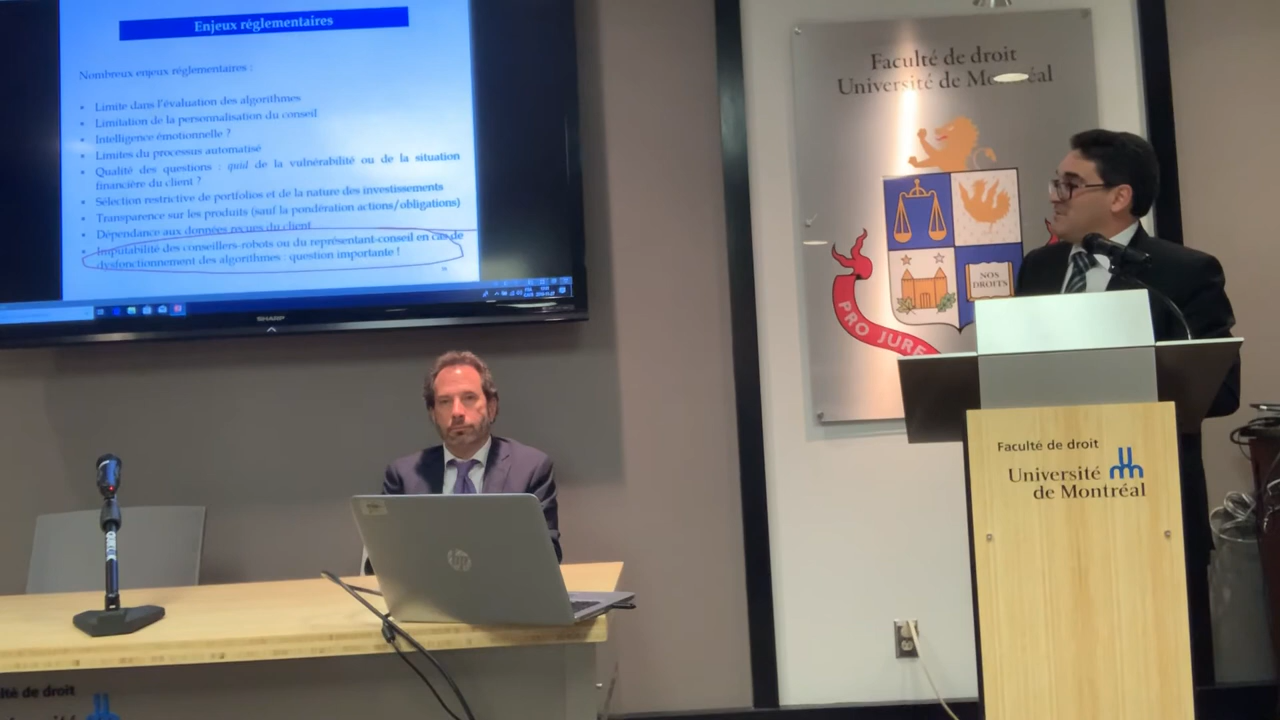 Enjeux réglementaires
Nombreux enjeux réglementaires :
• Limite dans l'évaluation des algorithmes
• Limitation de la personnalisation du conseil
• Intelligence émotionnelle ?
• Limites du processus automatisé
• Qualité des questions : quid de la vulnérabilité ou de la situation
financière du client ?
• Sélection restrictive de portfolios et de la nature des investissements
• Transparence sur les produits (sauf la pondération actions/obligations)
• Dépendance aux données reçues du client
• Imputabilité des conseillers-robots ou du représentant-conseil en cas de
dysfonctionnement des algorithmes : question importante !
SHARP
Faculté de droit
Université de Montréal
NOS
DROITS
PRO JURE
hp
Faculté de droit
Université
de Montréal
lté de droit